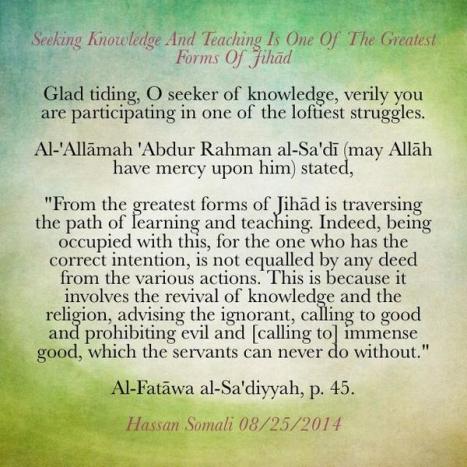 Seeking Knowledge And Teaching Is One Of The Greatest
Forms Of Jihād
Glad tiding, O seeker of knowledge, verily you
are participating in one of the loftiest struggles.
Al-'Allāmah 'Abdur Rahman al-Sa'dī (may Allāh
have mercy upon him) stated,
"From the greatest forms of Jihād is traversing
the path of learning and teaching. Indeed, being
occupied with this, for the one who has the
correct intention, is not equalled by any deed
from the various actions. This is because it
involves the revival of knowledge and the
religion, advising the ignorant, calling to good
and prohibiting evil and [calling to] immense
good, which the servants can never do without."
Al-Fatāwa al-Sa'diyyah, p. 45.
Hassan Somali 08/25/2014